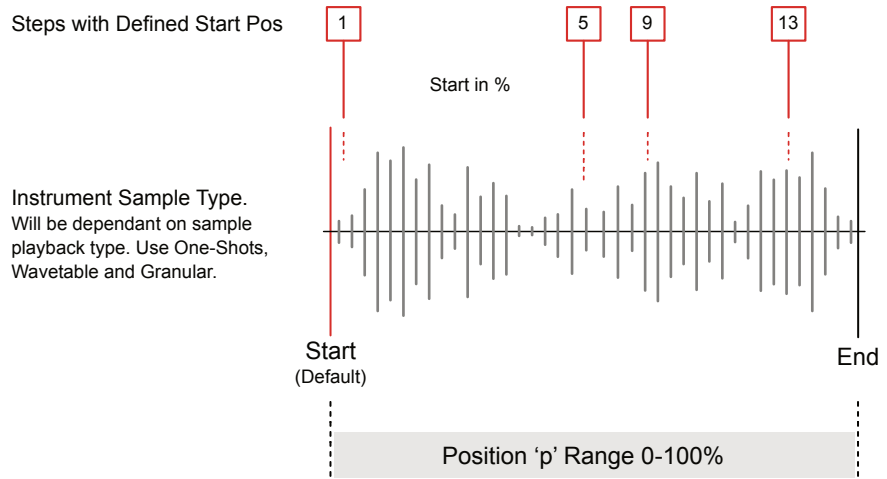 Steps with Defined Start Pos
1
5
9
13
Start in %
Instrument Sample Type.
Will be dependant on sample
playback type. Use One-Shots,
Wavetable and Granular.
Start
(Default)
End
Position ‘p’ Range 0-100%